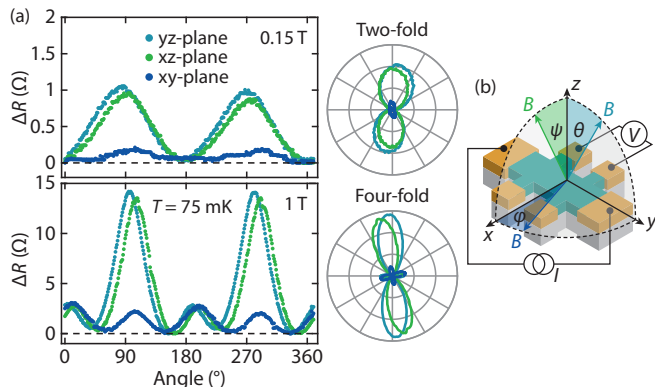 (a)
2
1.5
1
0.5
0
ΔR (Ω)
yz-plane
xz-plane
xy-plane
0.15 T
Two-fold
15
10
5
0
ΔR (Ω)
T = 75 mK
1 T
0 90 180 270 360
Angle (°)
Four-fold
(b)
z
B
B
ψ
θ
V
φ
x
B
y
I